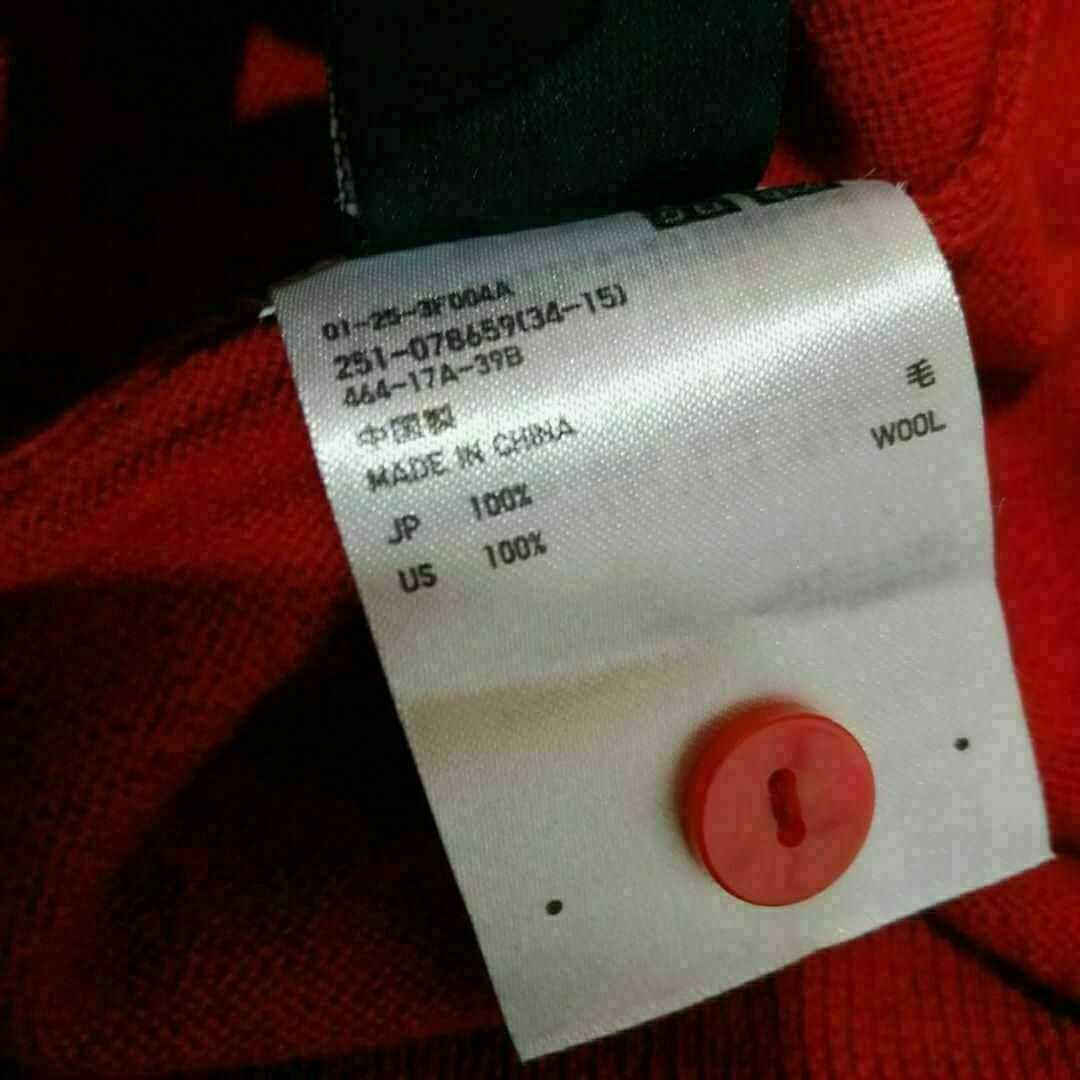 01-25-3F004A
251-078659(34-15)
464-17A-39B
中国製
MADE IN CHINA
毛
WOOL
JP 100%
US 100%